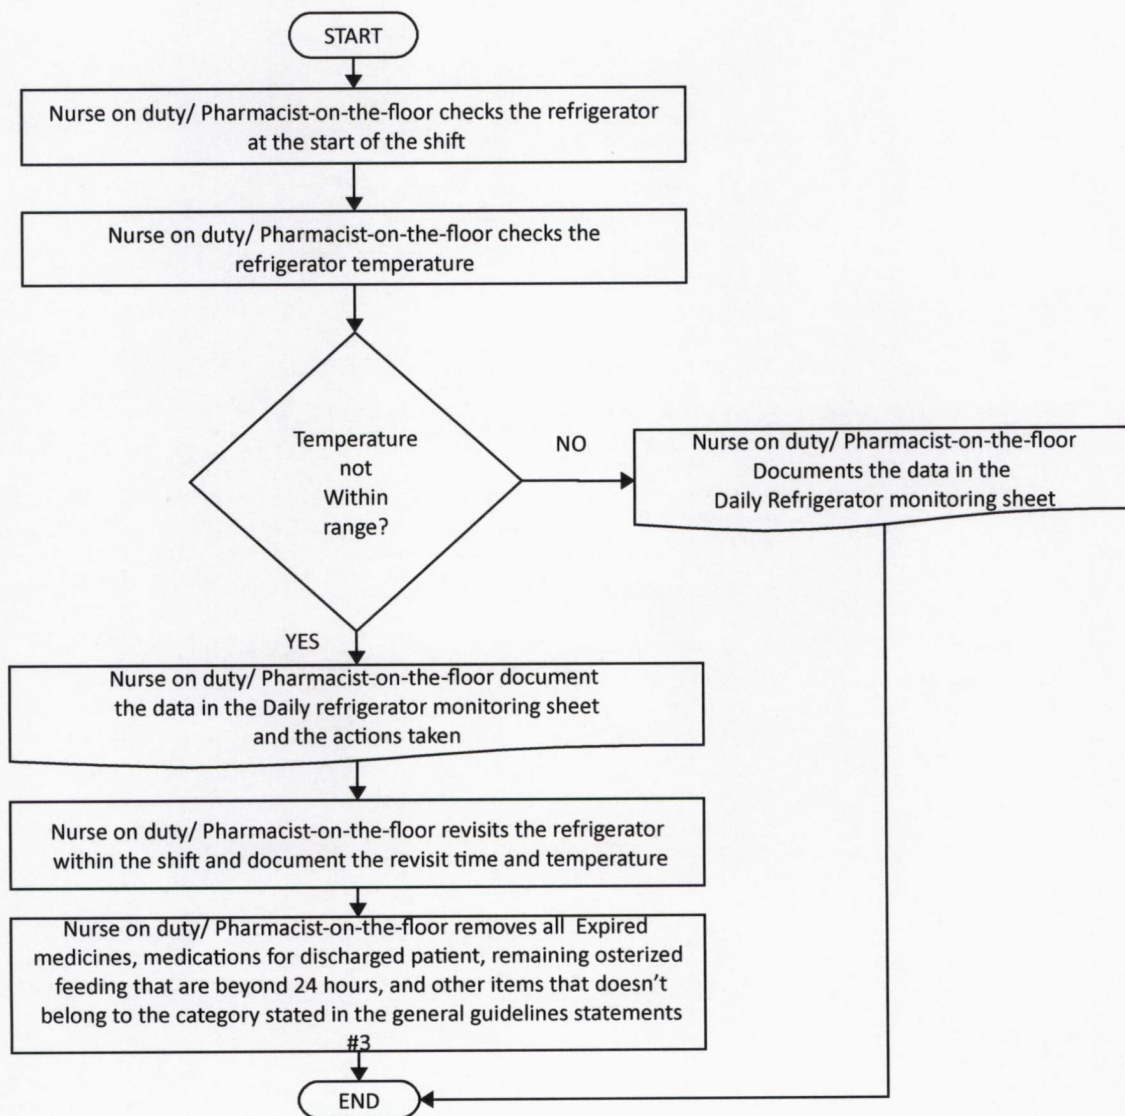 START
Nurse on duty/ Pharmacist-on-the-floor checks the refrigerator
at the start of the shift
Nurse on duty/ Pharmacist-on-the-floor checks the
refrigerator temperature
Temperature
not
Within
range?
NO
Nurse on duty/ Pharmacist-on-the-floor
Documents the data in the
Daily Refrigerator monitoring sheet
YES
Nurse on duty/ Pharmacist-on-the-floor document
the data in the Daily refrigerator monitoring sheet
and the actions taken
Nurse on duty/ Pharmacist-on-the-floor revisits the refrigerator
within the shift and document the revisit time and temperature
Nurse on duty/ Pharmacist-on-the-floor removes all Expired
medicines, medications for discharged patient, remaining osterized
feeding that are beyond 24 hours, and other items that doesn't
belong to the category stated in the general guidelines statements
#3
END